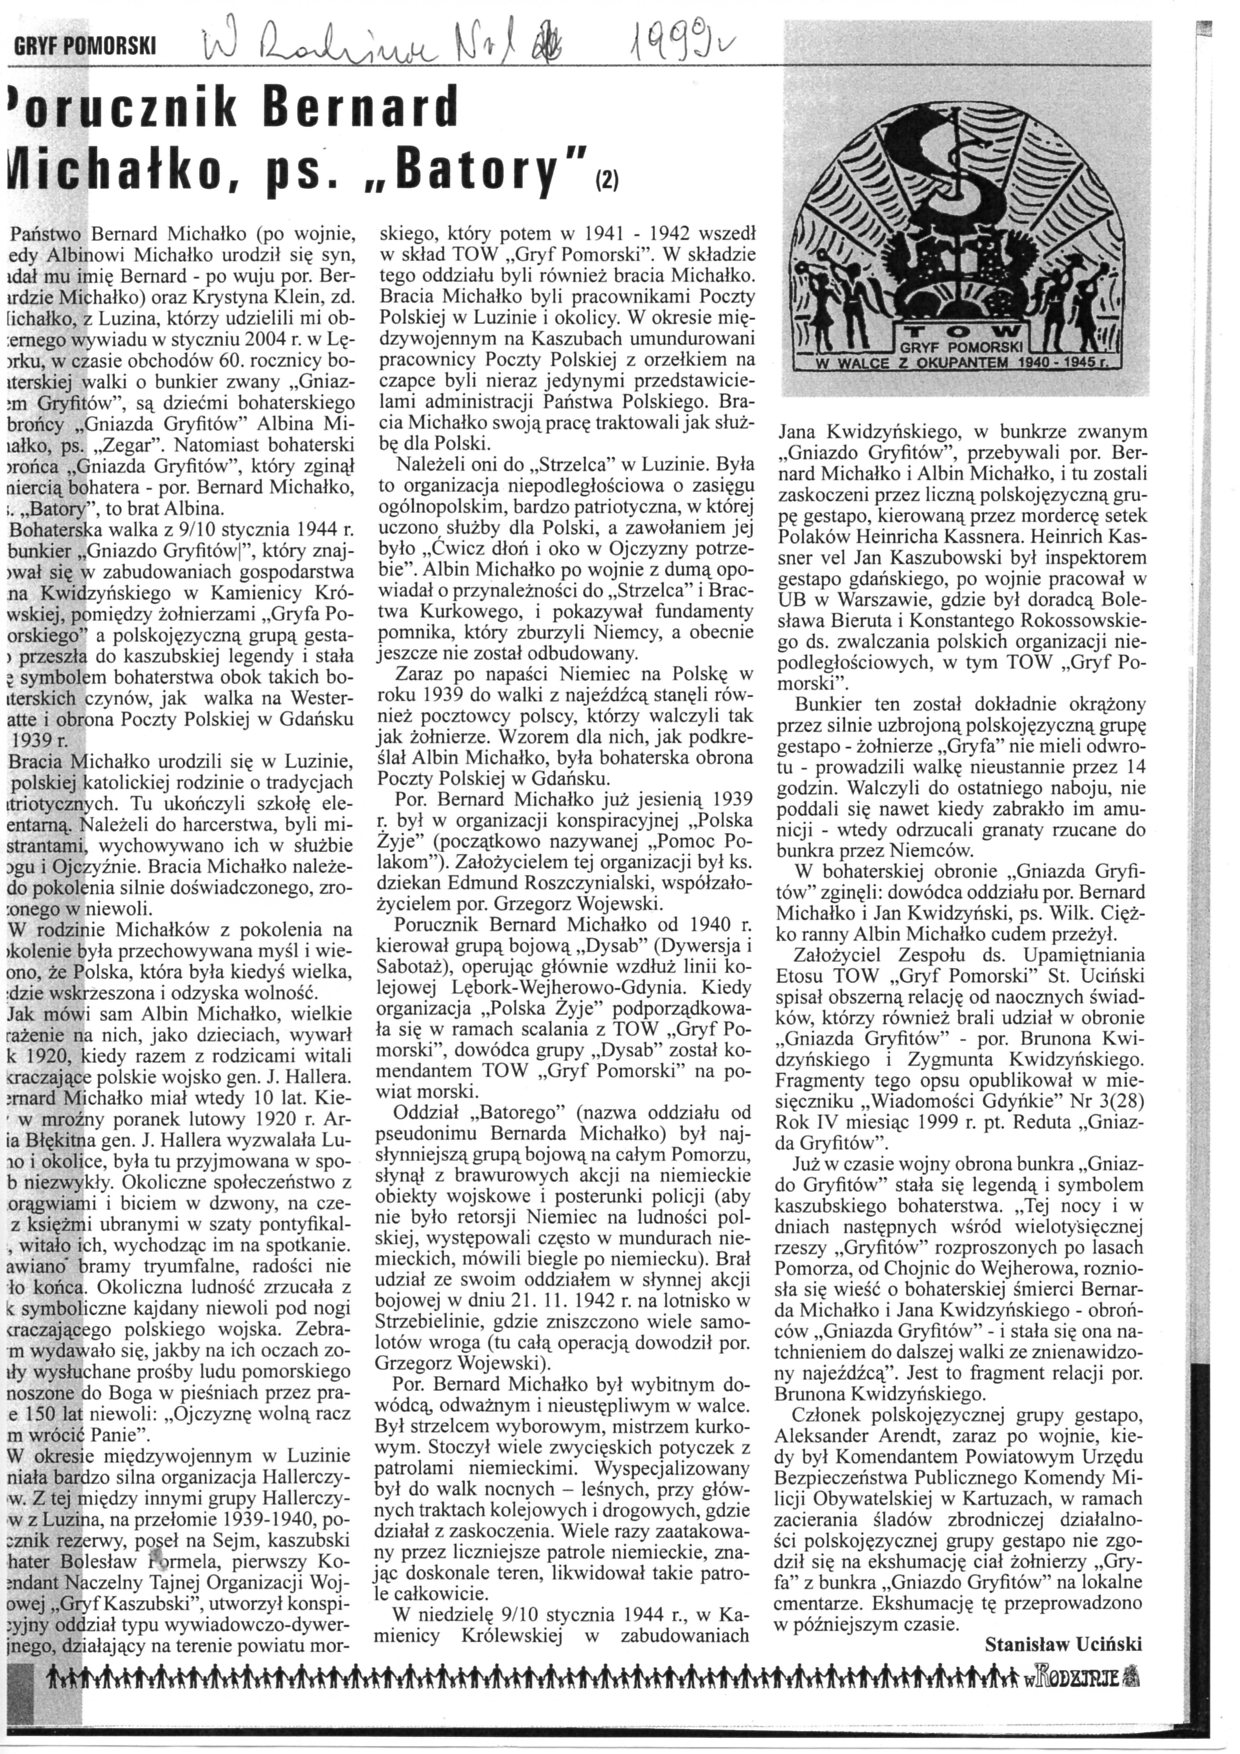 GRYF POMORSKI
W Rodzinie Nr 1 1999 r
orucznik Bernard
Michałko, ps. „Batory” (2)
Państwo Bernard Michałko (po wojnie,
edy Albinowi Michałko urodził się syn,
adał mu imię Bernard - po wuju por. Ber-
ardzie Michałko) oraz Krystyna Klein, zd.
ichałko, z Luzina, którzy udzielili mi ob-
ernego wywiadu w styczniu 2004 r. w Lę-
orku, w czasie obchodów 60. rocznicy bo-
aterskiej walki o bunkier zwany „Gniaz-
em Gryfitów”, są dziećmi bohaterskiego
brońcy „Gniazda Gryfitów” Albina Mi-
ałko, ps. „Zegar”. Natomiast bohaterski
brońca „Gniazda Gryfitów”, który zginął
miercią bohatera - por. Bernard Michałko,
. „Batory”, to brat Albina.
Bohaterska walka z 9/10 stycznia 1944 r.
bunkier „Gniazdo Gryfitów|”, który znaj-
ował się w zabudowaniach gospodarstwa
na Kwidzyńskiego w Kamienicy Kró-
wskiej, pomiędzy żołnierzami „Gryfa Po-
orskiego” a polskojęzyczną grupą gesta-
o przeszła do kaszubskiej legendy i stała
ę symbolem bohaterstwa obok takich bo-
aterskich czynów, jak walka na Wester-
atte i obrona Poczty Polskiej w Gdańsku
1939 r.
Bracia Michałko urodzili się w Luzinie,
polskiej katolickiej rodzinie o tradycjach
atriotycznych. Tu ukończyli szkołę ele-
entarną. Należeli do harcerstwa, byli mi-
strantami, wychowywano ich w służbie
ogu i Ojczyźnie. Bracia Michałko należe-
do pokolenia silnie doświadczonego, zro-
onego w niewoli.
W rodzinie Michałków z pokolenia na
okolenie była przechowywana myśl i wie-
ono, że Polska, która była kiedyś wielka,
dzie wskrzeszona i odzyska wolność.
Jak mówi sam Albin Michałko, wielkie
rażenie na nich, jako dzieciach, wywarł
k 1920, kiedy razem z rodzicami witali
kraczające polskie wojsko gen. J. Hallera.
ernard Michałko miał wtedy 10 lat. Kie-
w mroźny poranek lutowy 1920 r. Ar-
ia Błękitna gen. J. Hallera wyzwalała Lu-
no i okolice, była tu przyjmowana w spo-
b niezwykły. Okoliczne społeczeństwo z
orągwiami i biciem w dzwony, na cze-
z księżmi ubranymi w szaty pontyfikal-
, witało ich, wychodząc im na spotkanie.
awiano bramy tryumfalne, radości nie
ło końca. Okoliczna ludność zrzucała z
k symboliczne kajdany niewoli pod nogi
kraczającego polskiego wojska. Zebra-
m wydawało się, jakby na ich oczach zo-
ały wysłuchane prośby ludu pomorskiego
noszone do Boga w pieśniach przez pra-
e 150 lat niewoli: „Ojczyznę wolną racz
m wrócić Panie”.
W okresie międzywojennym w Luzinie
niała bardzo silna organizacja Hallerczy-
w. Z tej między innymi grupy Hallerczy-
w z Luzina, na przełomie 1939-1940, po-
cznik rezerwy, poseł na Sejm, kaszubski
hater Bolesław Formela, pierwszy Ko-
endant Naczelny Tajnej Organizacji Woj-
owej „Gryf Kaszubski”, utworzył konspi-
cyjny oddział typu wywiadowczo-dywer-
jnego, działający na terenie powiatu mor-
skiego, który potem w 1941 - 1942 wszedł
w skład TOW „Gryf Pomorski”. W składzie
tego oddziału byli również bracia Michałko.
Bracia Michałko byli pracownikami Poczty
Polskiej w Luzinie i okolicy. W okresie mię-
dzywojennym na Kaszubach umundurowani
pracownicy Poczty Polskiej z orzełkiem na
czapce byli nieraz jedynymi przedstawicie-
lami administracji Państwa Polskiego. Bra-
cia Michałko swoją pracę traktowali jak służ-
bę dla Polski.
Należeli oni do „Strzelca” w Luzinie. Była
to organizacja niepodległościowa o zasięgu
ogólnopolskim, bardzo patriotyczna, w której
uczono służby dla Polski, a zawołaniem jej
było „Ćwicz dłoń i oko w Ojczyzny potrze-
bie”. Albin Michałko po wojnie z dumą opo-
wiadał o przynależności do „Strzelca” i Brac-
twa Kurkowego, i pokazywał fundamenty
pomnika, który zburzyli Niemcy, a obecnie
jeszcze nie został odbudowany.
Zaraz po napaści Niemiec na Polskę w
roku 1939 do walki z najeźdźcą stanęli rów-
nież pocztowcy polscy, którzy walczyli tak
jak żołnierze. Wzorem dla nich, jak podkre-
ślał Albin Michałko, była bohaterska obrona
Poczty Polskiej w Gdańsku.
Por. Bernard Michałko już jesienią 1939
r. był w organizacji konspiracyjnej „Polska
Żyje” (początkowo nazywanej „Pomoc Po-
lakom”). Założycielem tej organizacji był ks.
dziekan Edmund Roszczynialski, współzało-
życielem por. Grzegorz Wojewski.
Porucznik Bernard Michałko od 1940 r.
kierował grupą bojową „Dysab” (Dywersja i
Sabotaż), operując głównie wzdłuż linii ko-
lejowej Lębork-Wejherowo-Gdynia. Kiedy
organizacja „Polska Żyje” podporządkowa-
ła się w ramach scalania z TOW „Gryf Po-
morski”, dowódca grupy „Dysab” został ko-
mendantem TOW „Gryf Pomorski” na po-
wiat morski.
Oddział „Batorego” (nazwa oddziału od
pseudonimu Bernarda Michałko) był naj-
słynniejszą grupą bojową na całym Pomorzu,
słynął z brawurowych akcji na niemieckie
obiekty wojskowe i posterunki policji (aby
nie było retorsji Niemiec na ludności pol-
skiej, występowali często w mundurach nie-
mieckich, mówili biegle po niemiecku). Brał
udział ze swoim oddziałem w słynnej akcji
bojowej w dniu 21. 11. 1942 r. na lotnisko w
Strzebielinie, gdzie zniszczono wiele samo-
lotów wroga (tu całą operacją dowodził por.
Grzegorz Wojewski).
Por. Bernard Michałko był wybitnym do-
wódcą, odważnym i nieustępliwym w walce.
Był strzelcem wyborowym, mistrzem kurko-
wym. Stoczył wiele zwycięskich potyczek z
patrolami niemieckimi. Wyspecjalizowany
był do walk nocnych – leśnych, przy głów-
nych traktach kolejowych i drogowych, gdzie
działał z zaskoczenia. Wiele razy zaatakowa-
ny przez liczniejsze patrole niemieckie, zna-
jąc doskonale teren, likwidował takie patro-
le całkowicie.
W niedzielę 9/10 stycznia 1944 r., w Ka-
mienicy Królewskiej w zabudowaniach
TOW
GRYF POMORSKI
W WALCE Z OKUPANTEM 1940 - 1945 r.
Jana Kwidzyńskiego, w bunkrze zwanym
„Gniazdo Gryfitów”, przebywali por. Ber-
nard Michałko i Albin Michałko, i tu zostali
zaskoczeni przez liczną polskojęzyczną gru-
pę gestapo, kierowaną przez mordercę setek
Polaków Heinricha Kassnera. Heinrich Kas-
sner vel Jan Kaszubowski był inspektorem
gestapo gdańskiego, po wojnie pracował w
UB w Warszawie, gdzie był doradcą Bole-
sława Bieruta i Konstantego Rokossowskie-
go ds. zwalczania polskich organizacji nie-
podległościowych, w tym TOW „Gryf Po-
morski”.
Bunkier ten został dokładnie okrążony
przez silnie uzbrojoną polskojęzyczną grupę
gestapo - żołnierze „Gryfa” nie mieli odwro-
tu - prowadzili walkę nieustannie przez 14
godzin. Walczyli do ostatniego naboju, nie
poddali się nawet kiedy zabrakło im amu-
nicji - wtedy odrzucali granaty rzucane do
bunkra przez Niemców.
W bohaterskiej obronie „Gniazda Gryfi-
tów” zginęli: dowódca oddziału por. Bernard
Michałko i Jan Kwidzyński, ps. Wilk. Cięż-
ko ranny Albin Michałko cudem przeżył.
Założyciel Zespołu ds. Upamiętniania
Etosu TOW „Gryf Pomorski” St. Uciński
spisał obszerną relację od naocznych świad-
ków, którzy również brali udział w obronie
„Gniazda Gryfitów” - por. Brunona Kwi-
dzyńskiego i Zygmunta Kwidzyńskiego.
Fragmenty tego opsu opublikował w mie-
sięczniku „Wiadomości Gdyńkie” Nr 3(28)
Rok IV miesiąc 1999 r. pt. Reduta „Gniaz-
da Gryfitów”.
Już w czasie wojny obrona bunkra „Gniaz-
do Gryfitów” stała się legendą i symbolem
kaszubskiego bohaterstwa. „Tej nocy i w
dniach następnych wśród wielotysięcznej
rzeszy „Gryfitów” rozproszonych po lasach
Pomorza, od Chojnic do Wejherowa, roznio-
sła się wieść o bohaterskiej śmierci Bernar-
da Michałko i Jana Kwidzyńskiego - obroń-
ców „Gniazda Gryfitów” - i stała się ona na-
tchnieniem do dalszej walki ze znienawidzo-
ny najeźdźcą”. Jest to fragment relacji por.
Brunona Kwidzyńskiego.
Członek polskojęzycznej grupy gestapo,
Aleksander Arendt, zaraz po wojnie, kie-
dy był Komendantem Powiatowym Urzędu
Bezpieczeństwa Publicznego Komendy Mi-
licji Obywatelskiej w Kartuzach, w ramach
zacierania śladów zbrodniczej działalno-
ści polskojęzycznej grupy gestapo nie zgo-
dził się na ekshumację ciał żołnierzy „Gry-
fa” z bunkra „Gniazdo Gryfitów” na lokalne
cmentarze. Ekshumację tę przeprowadzono
w późniejszym czasie.
Stanisław Uciński
wRODZINIE